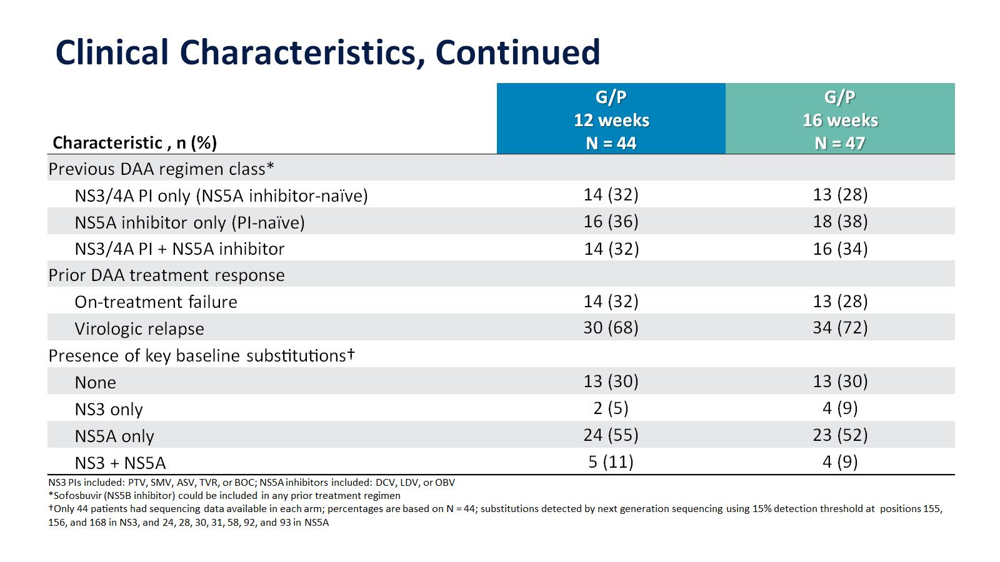 Clinical Characteristics, Continued
Characteristic , n (%)
G/P
12 weeks
N = 44
G/P
16 weeks
N = 47
Previous DAA regimen class*
NS3/4A PI only (NS5A inhibitor-naïve) 14 (32) 13 (28)
NS5A inhibitor only (PI-naïve) 16 (36) 18 (38)
NS3/4A PI + NS5A inhibitor 14 (32) 16 (34)
Prior DAA treatment response
On-treatment failure 14 (32) 13 (28)
Virologic relapse 30 (68) 34 (72)
Presence of key baseline substitutions†
None 13 (30) 13 (30)
NS3 only 2 (5) 4 (9)
NS5A only 24 (55) 23 (52)
NS3 + NS5A 5 (11) 4 (9)
NS3 PIs included: PTV, SMV, ASV, TVR, or BOC; NS5A inhibitors included: DCV, LDV, or OBV
*Sofosbuvir (NS5B inhibitor) could be included in any prior treatment regimen
†Only 44 patients had sequencing data available in each arm; percentages are based on N = 44; substitutions detected by next generation sequencing using 15% detection threshold at positions 155,
156, and 168 in NS3, and 24, 28, 30, 31, 58, 92, and 93 in NS5A